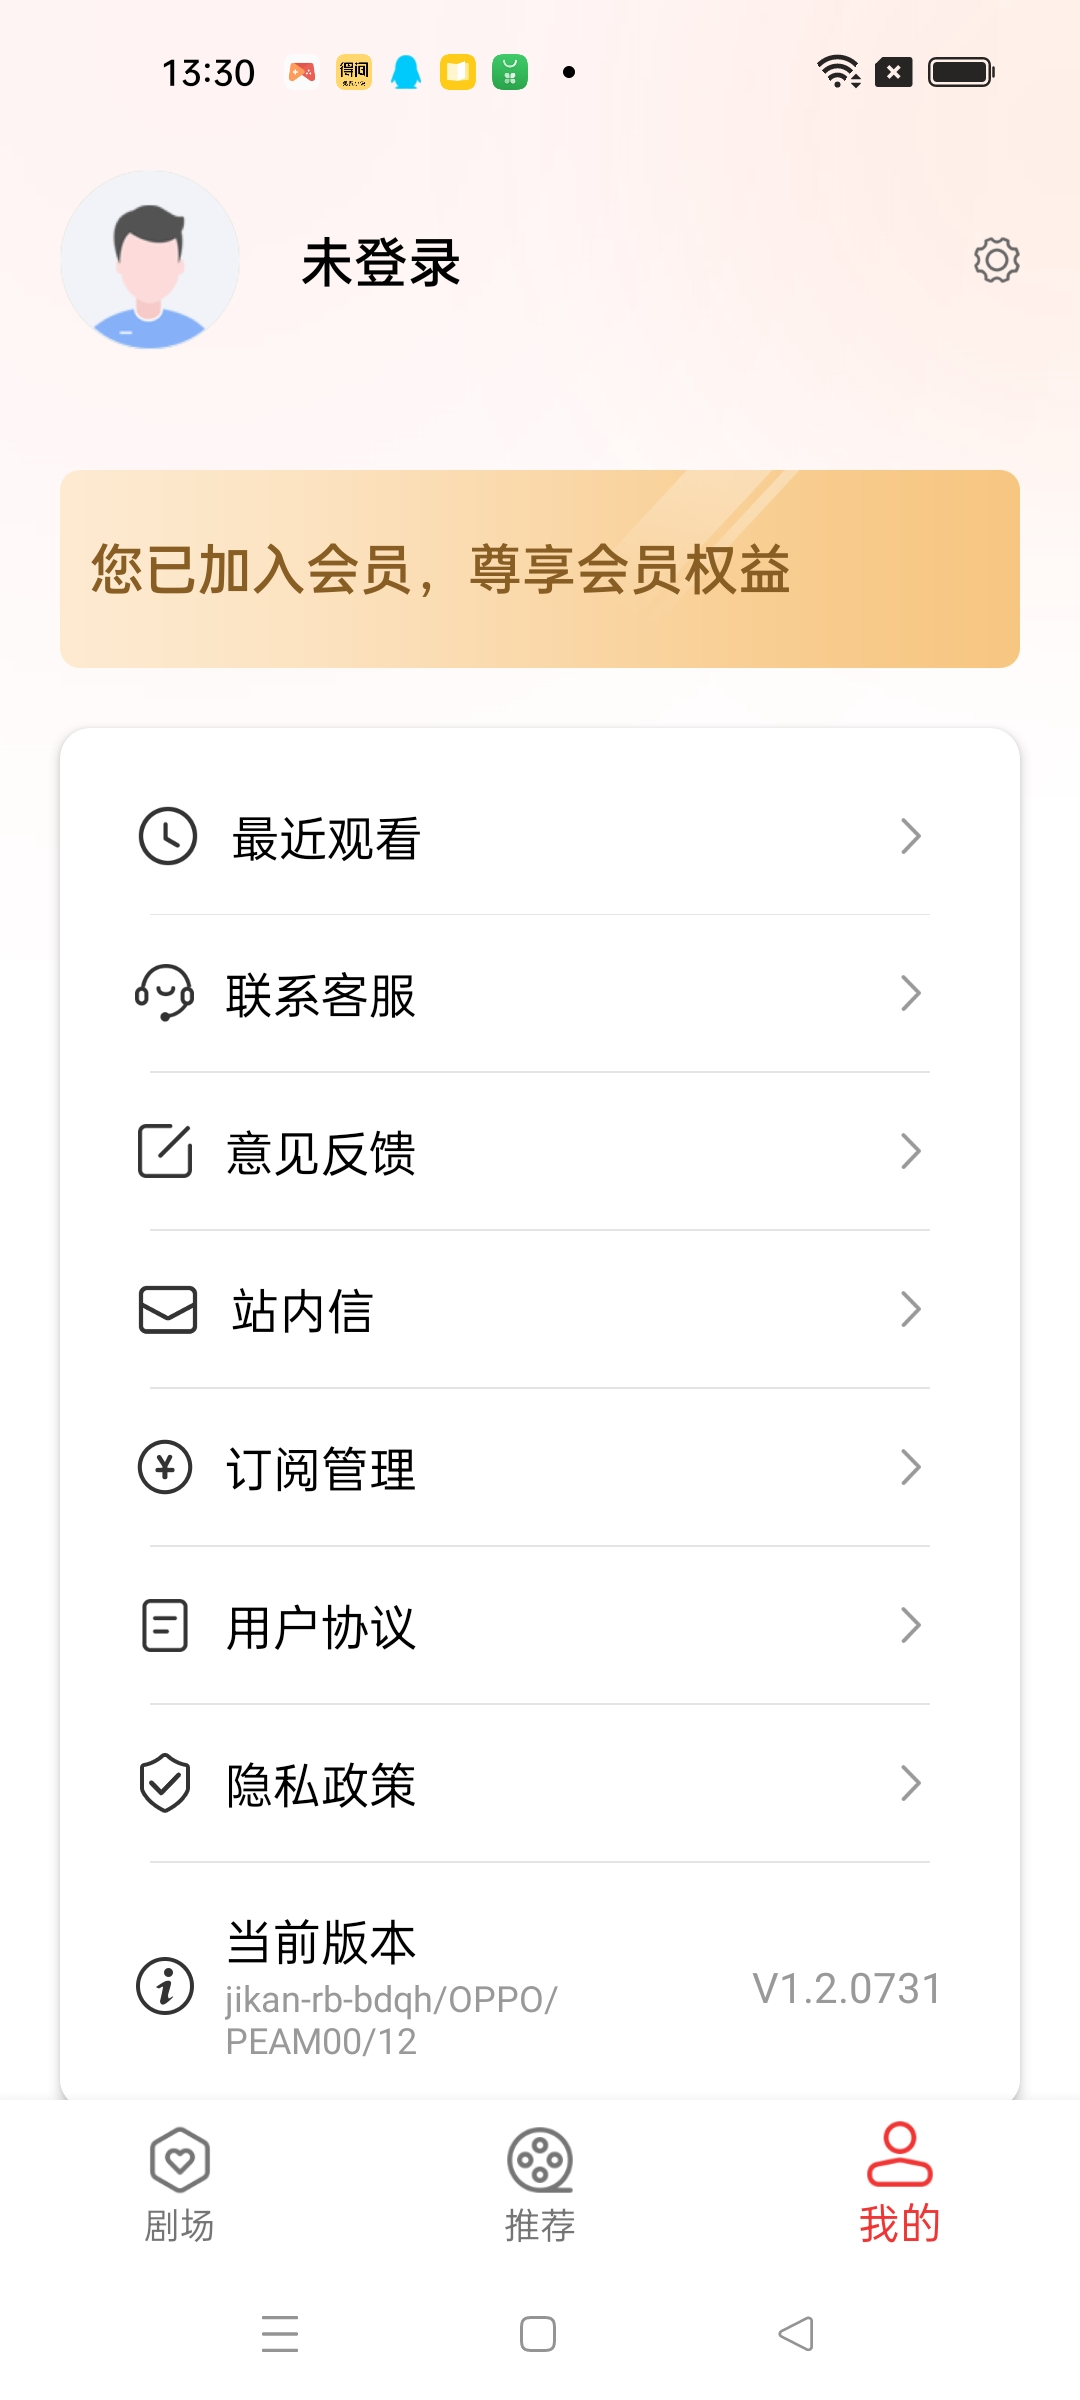 13:30
得间
未登录
您已加入会员，尊享会员权益
最近观看
联系客服
意见反馈
站内信
订阅管理
用户协议
隐私政策
当前版本
jikan-rb-bdqh/OPPO/
PEAM00/12
V1.2.0731
剧场
推荐
我的